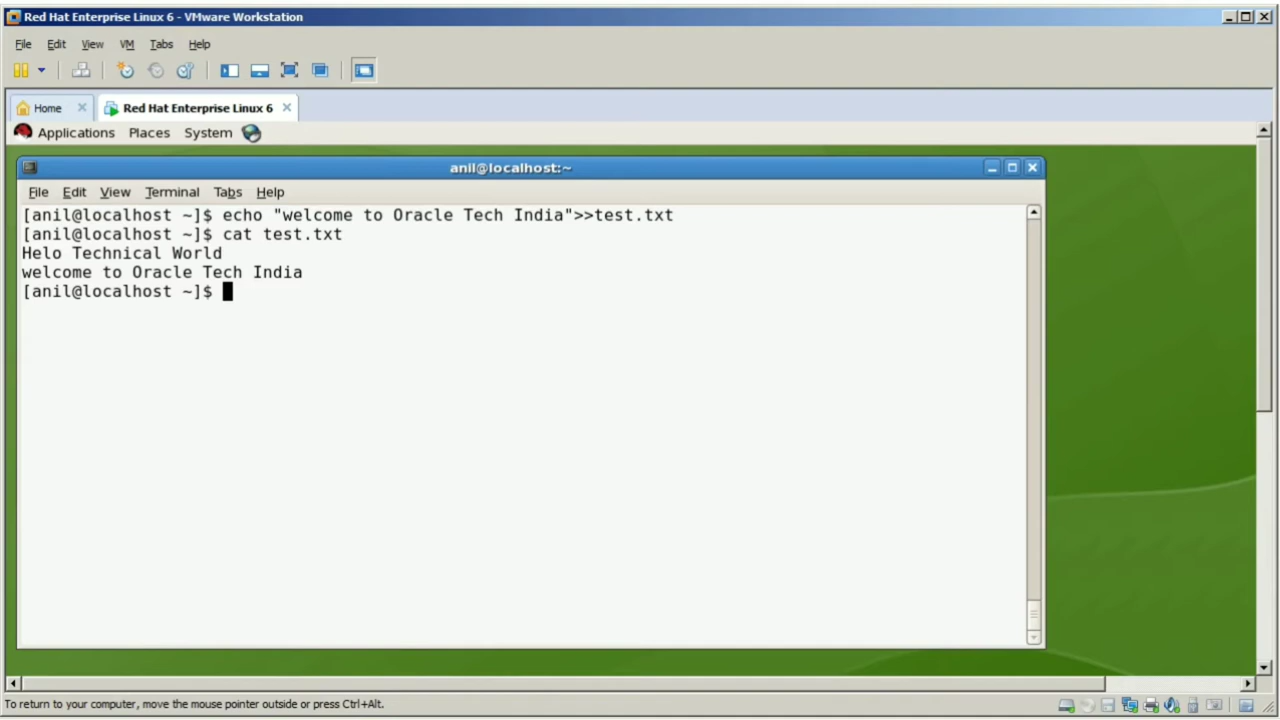 Red Hat Enterprise Linux 6 - VMware Workstation
File Edit View VM Tabs Help
Home Red Hat Enterprise Linux 6
Applications Places System
anil@localhost:~
File Edit View Terminal Tabs Help
[anil@localhost ~]$ echo "welcome to Oracle Tech India">>test.txt
[anil@localhost ~]$ cat test.txt
Helo Technical World
welcome to Oracle Tech India
[anil@localhost ~]$
To return to your computer, move the mouse pointer outside or press Ctrl+Alt.